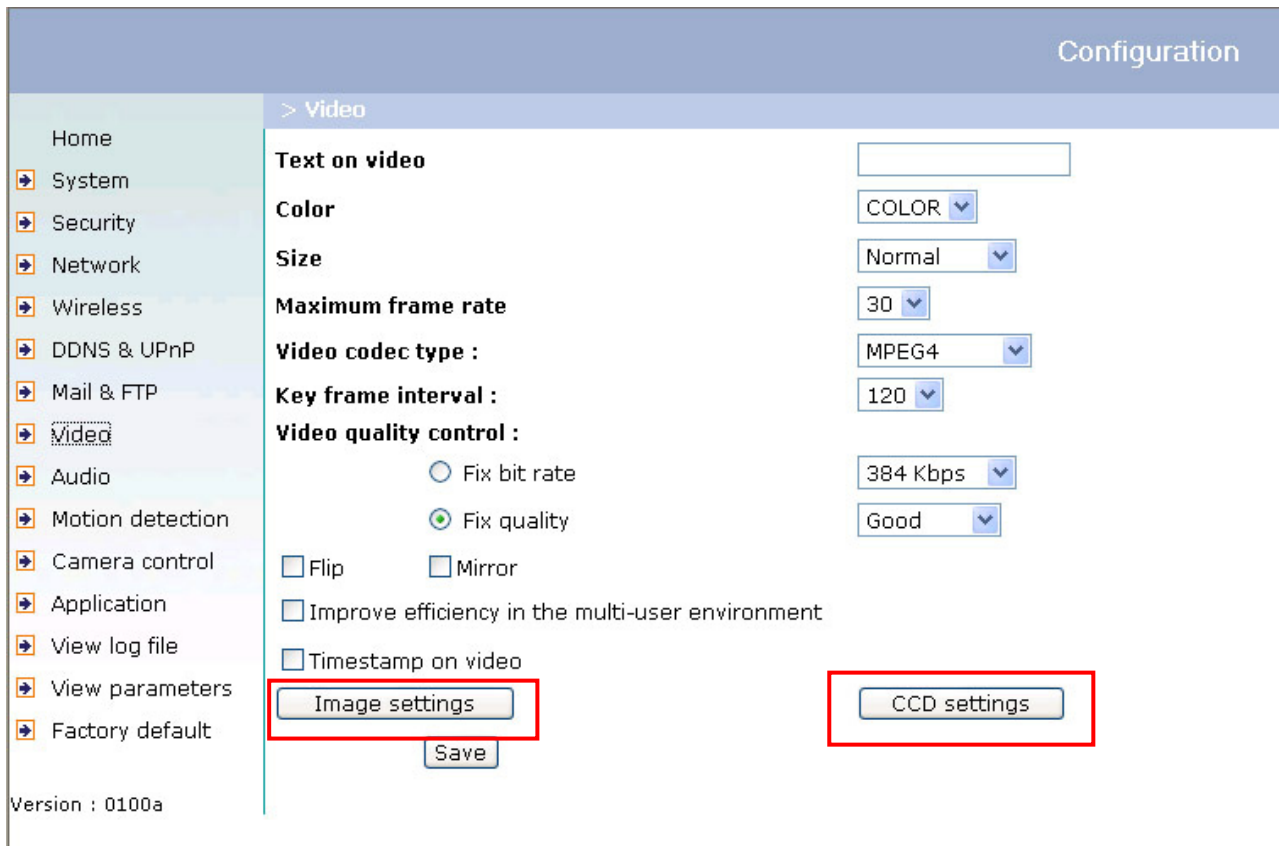 Configuration
> Video
Home
System
Security
Network
Wireless
DDNS & UPnP
Mail & FTP
Video
Audio
Motion detection
Camera control
Application
View log file
View parameters
Factory default
Version : 0100a
Text on video
Color COLOR
Size Normal
Maximum frame rate 30
Video codec type : MPEG4
Key frame interval : 120
Video quality control :
Fix bit rate 384 Kbps
Fix quality Good
Flip Mirror
Improve efficiency in the multi-user environment
Timestamp on video
Image settings CCD settings
Save